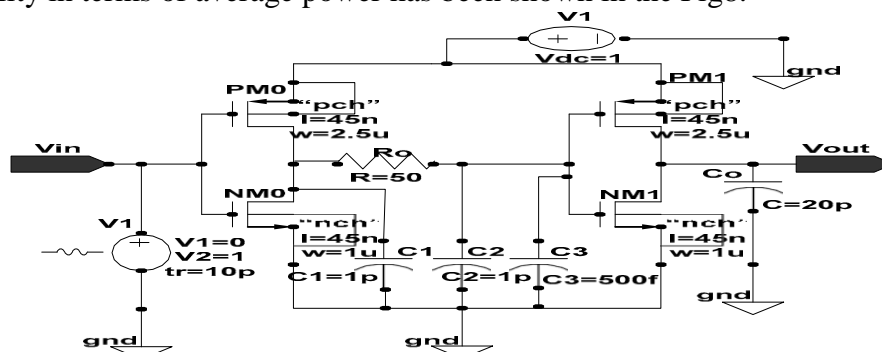 ity in terms of average power has been shown in the Fig6.
V1
Vdc=1
gnd
PM0
"pch"
l=45n
w=2.5u
PM1
"pch"
l=45n
w=2.5u
Vin
Ro
R=50
Vout
Co
C=20p
NM0
"nch"
l=45n
w=1u
NM1
"nch"
l=45n
w=1u
V1
V1=0
V2=1
tr=10p
C1
C1=1p
C2
C2=1p
C3
C3=500f
gnd
gnd
gnd